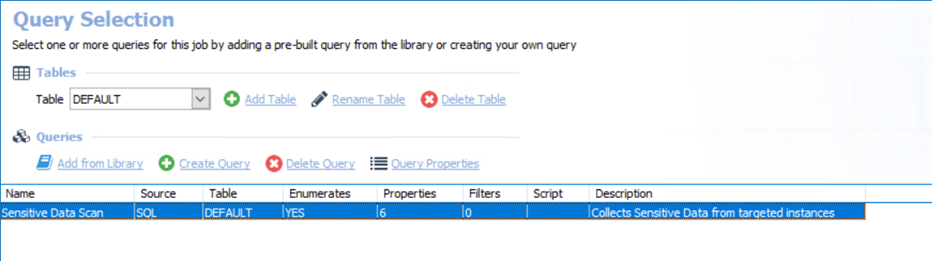 Query Selection
Select one or more queries for this job by adding a pre-built query from the library or creating your own query
Tables
Table DEFAULT Add Table Rename Table Delete Table
Queries
Add from Library Create Query Delete Query Query Properties
Name Source Table Enumerates Properties Filters Script Description
Sensitive Data Scan SQL DEFAULT YES 6 0 Collects Sensitive Data from targeted instances